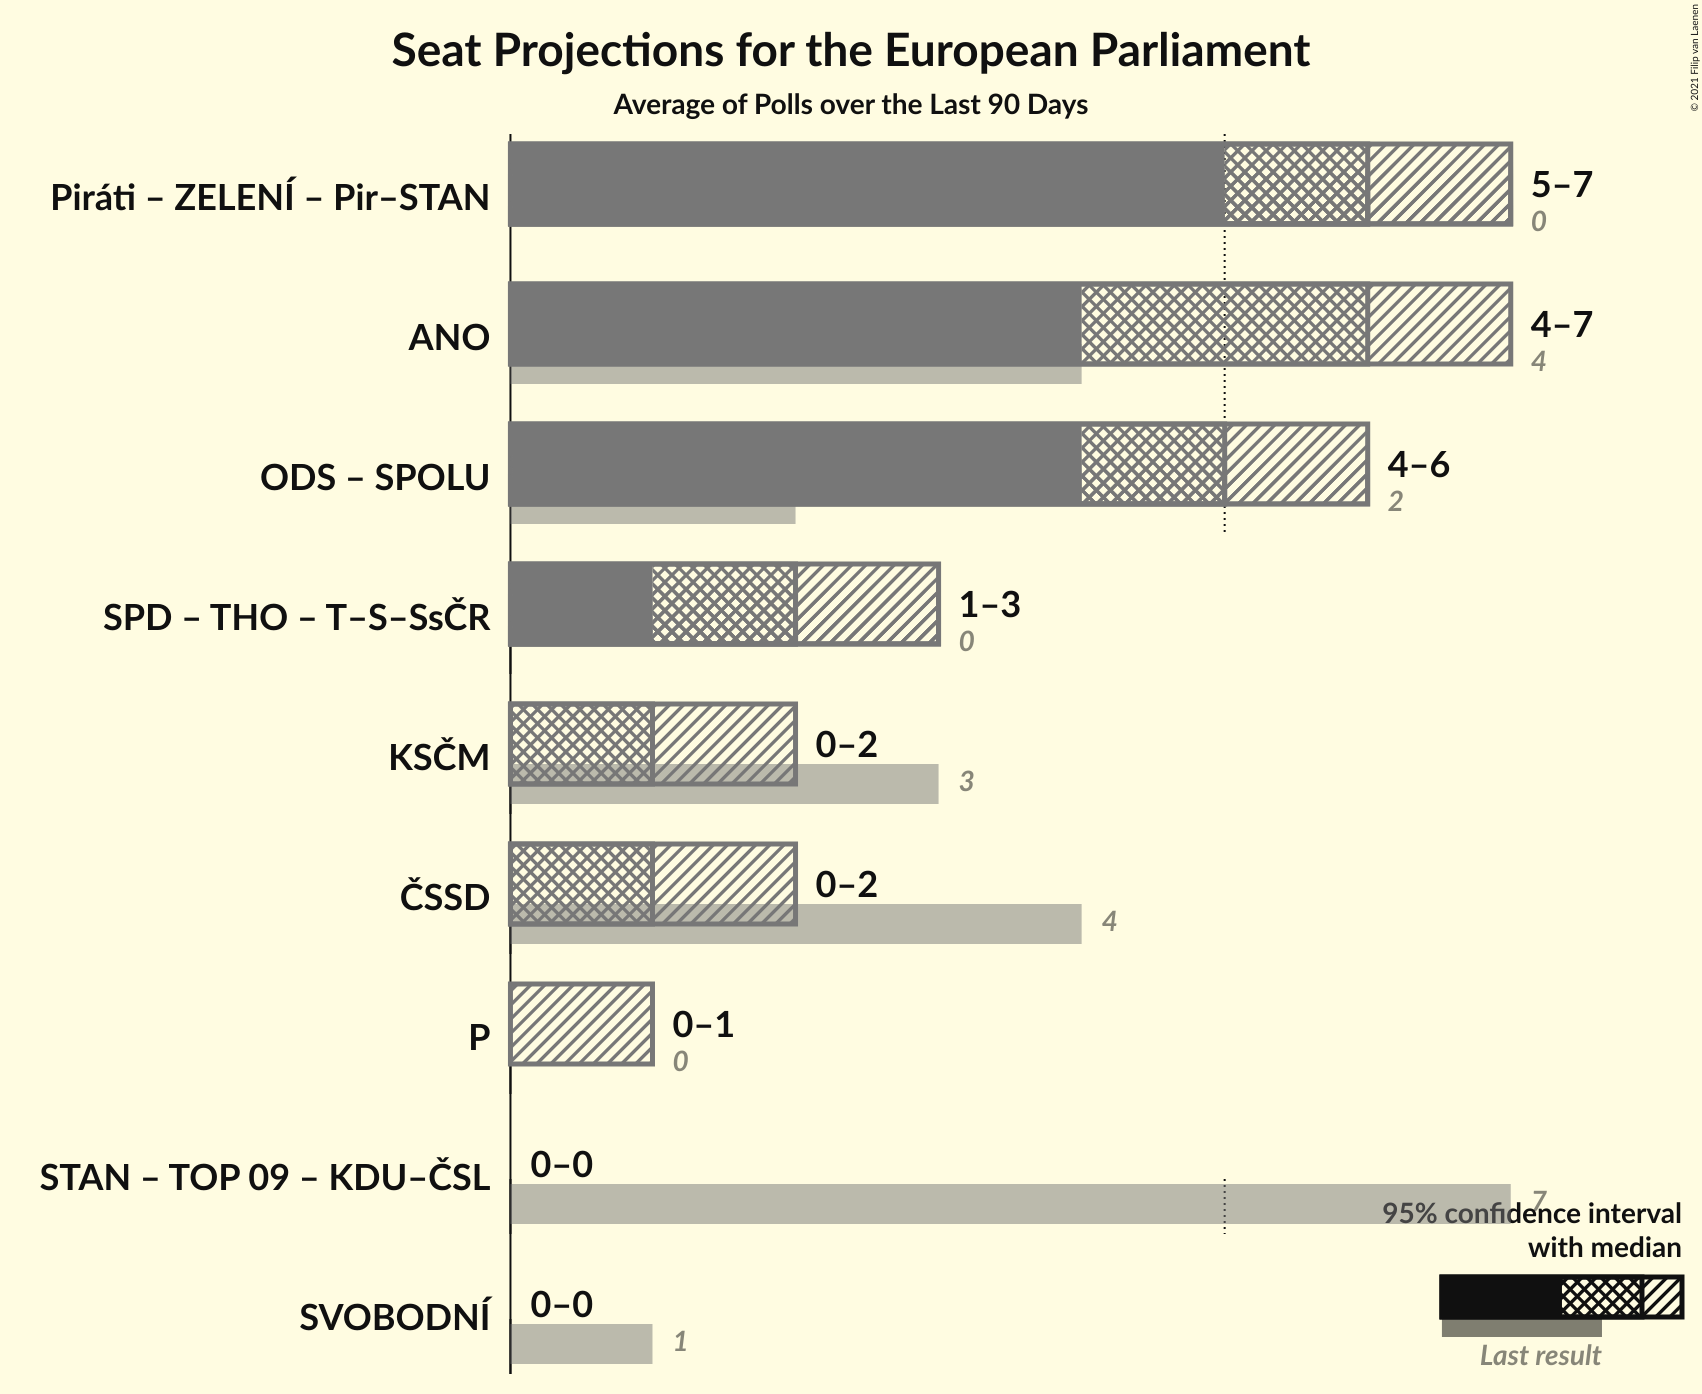 Seat Projections for the European Parliament
Average of Polls over the Last 90 Days
© 2021 Filip van Laenen
Piráti – ZELENÍ – Pir–STAN
5–7
0
ANO
4–7
4
ODS – SPOLU
4–6
2
SPD – THO – T–S–SsČR
1–3
0
KSČM
0–2
3
ČSSD
0–2
4
P
0–1
0
STAN – TOP 09 – KDU–ČSL
0–0
7
SVOBODNÍ
0–0
1
95% confidence interval
with median
Last result